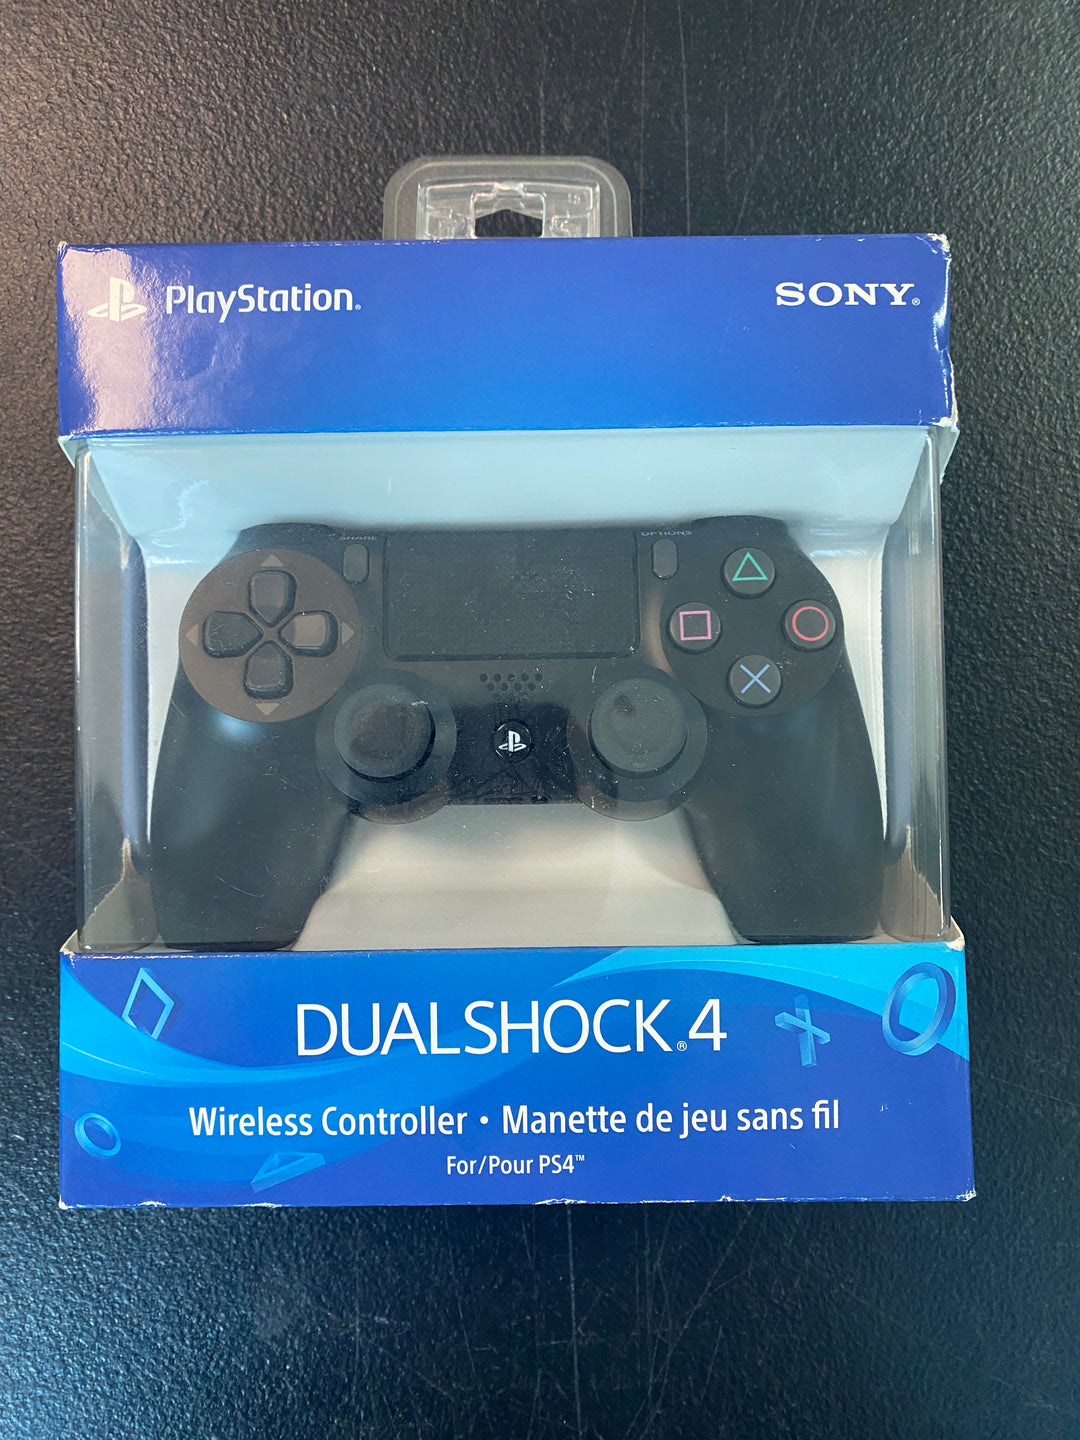 PlayStation®
SONY®
SHARE
OPTIONS
DUALSHOCK®4
Wireless Controller • Manette de jeu sans fil
For/Pour PS4™